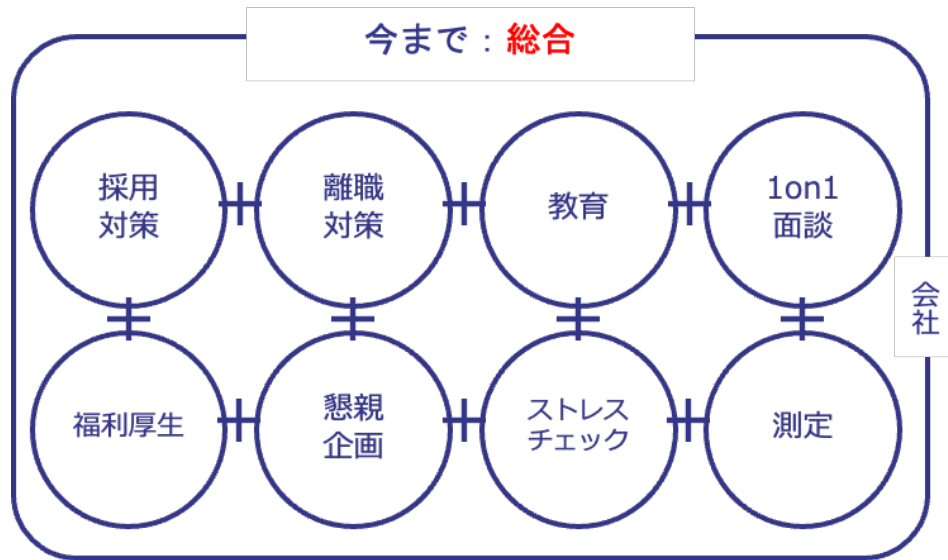 今まで：総合
採用
対策
離職
対策
教育
1on1
面談
会
社
福利厚生
懇親
企画
ストレス
チェック
測定